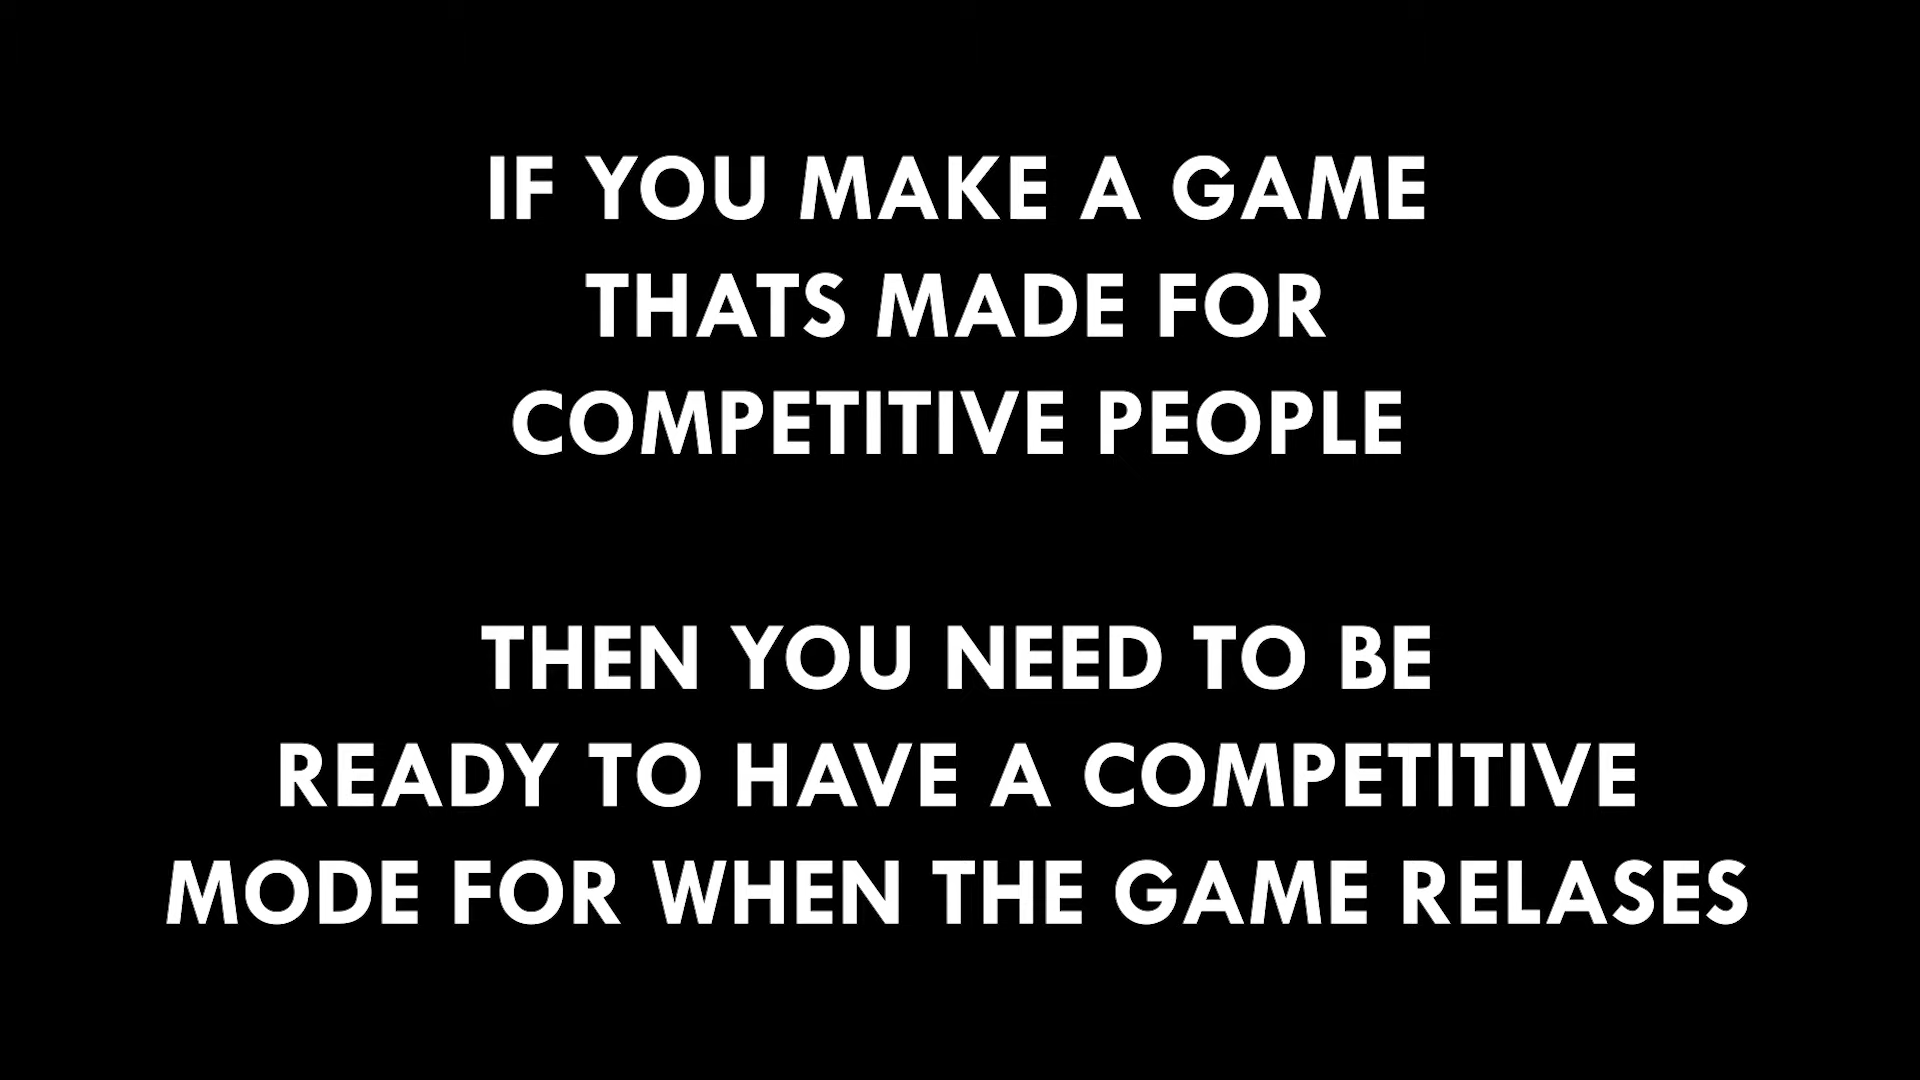 IF YOU MAKE A GAME
THATS MADE FOR
COMPETITIVE PEOPLE
THEN YOU NEED TO BE
READY TO HAVE A COMPETITIVE
MODE FOR WHEN THE GAME RELASES